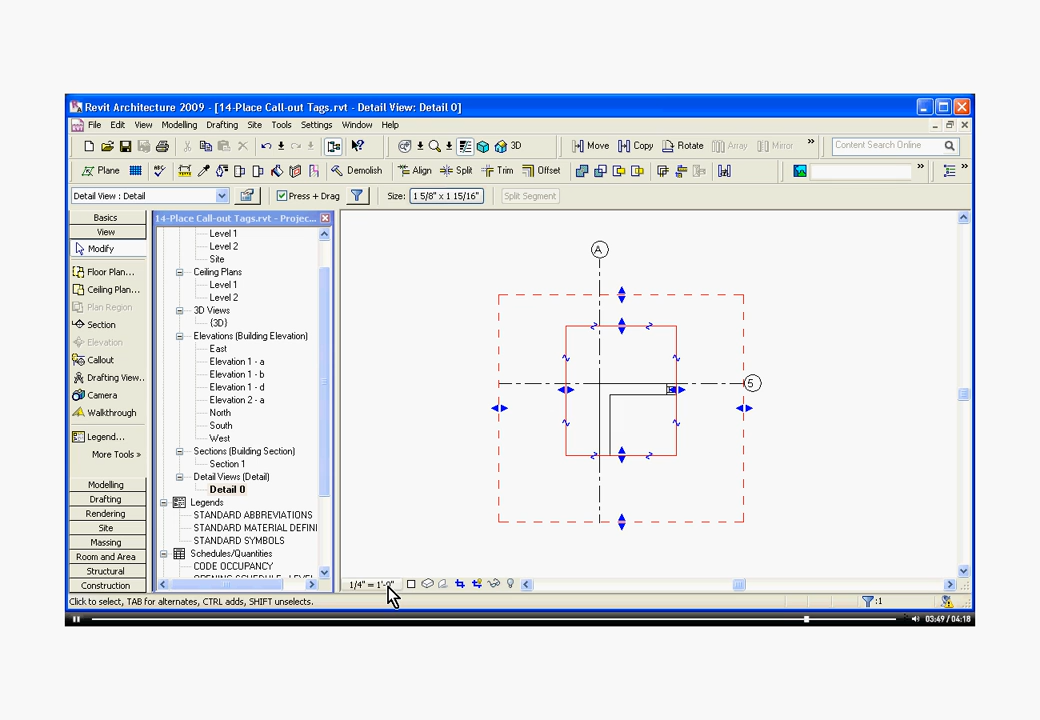 Revit Architecture 2009 - [14-Place Call-out Tags.rvt - Detail View: Detail 0]
File Edit View Modelling Drafting Site Tools Settings Window Help
3D Move Copy Rotate Array Mirror » Content Search Online
Plane Demolish Align Split Trim Offset » »
Detail View : Detail Press + Drag Size: 1 5/8" x 1 15/16" Split Segment
Basics
View
Modify
Floor Plan...
Ceiling Plan...
Plan Region
Section
Elevation
Callout
Drafting View..
Camera
Walkthrough
Legend...
More Tools »
Modelling
Drafting
Rendering
Site
Massing
Room and Area
Structural
Construction
14-Place Call-out Tags.rvt - Projec...
Level 1
Level 2
Site
Ceiling Plans
Level 1
Level 2
3D Views
{3D}
Elevations (Building Elevation)
East
Elevation 1 - a
Elevation 1 - b
Elevation 1 - d
Elevation 2 - a
North
South
West
Sections (Building Section)
Section 1
Detail Views (Detail)
Detail 0
Legends
STANDARD ABBREVIATIONS
STANDARD MATERIAL DEFINI
STANDARD SYMBOLS
Schedules/Quantities
CODE OCCUPANCY
A
5
1/4" = 1'-0"
Click to select, TAB for alternates, CTRL adds, SHIFT unselects.
:1
03:49 / 04:18